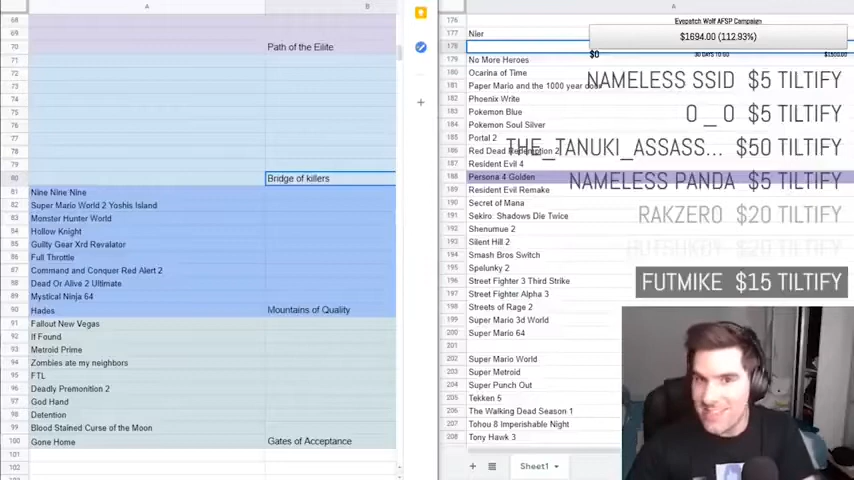 A
B
68
69
70 Path of the Eilite
71
72
73
74
75
76
77
78
79
80 Bridge of killers
81 Nine Nine Nine
82 Super Mario World 2 Yoshis Island
83 Monster Hunter World
84 Hollow Knight
85 Guilty Gear Xrd Revalator
86 Full Throttle
87 Command and Conquer Red Alert 2
88 Dead Or Alive 2 Ultimate
89 Mystical Ninja 64
90 Hades Mountains of Quality
91 Fallout New Vegas
92 If Found
93 Metroid Prime
94 Zombies ate my neighbors
95 FTL
96 Deadly Premonition 2
97 God Hand
98 Detention
99 Blood Stained Curse of the Moon
100 Gone Home Gates of Acceptance
101
102
A
176
177 Nier
178
179 No More Heroes
180 Ocarina of Time
181 Paper Mario and the 1000 year door
182 Phoenix Write
183 Pokemon Blue
184 Pokemon Soul Silver
185 Portal 2
186 Red Dead Redemption 2
187 Resident Evil 4
188 Persona 4 Golden
189 Resident Evil Remake
190 Secret of Mana
191 Sekiro: Shadows Die Twice
192 Shenumue 2
193 Silent Hill 2
194 Smash Bros Switch
195 Spelunky 2
196 Street Fighter 3 Third Strike
197 Street Fighter Alpha 3
198 Streets of Rage 2
199 Super Mario 3d World
200 Super Mario 64
202 Super Mario World
203 Super Metroid
204 Super Punch Out
205 Tekken 5
206 The Walking Dead Season 1
207 Tohou 8 Imperishable Night
208 Tony Hawk 3
Sheet1
Eyepatch Wolf AFSP Campaign
$1694.00 (112.93%)
$0
30 DAYS TO GO
$1500.00
NAMELESS SSID $5 TILTIFY
0 _ 0 $5 TILTIFY
THE_TANUKI_ASSASS... $50 TILTIFY
NAMELESS PANDA $5 TILTIFY
RAKZERO $20 TILTIFY
$20 TILTIFY
FUTMIKE $15 TILTIFY